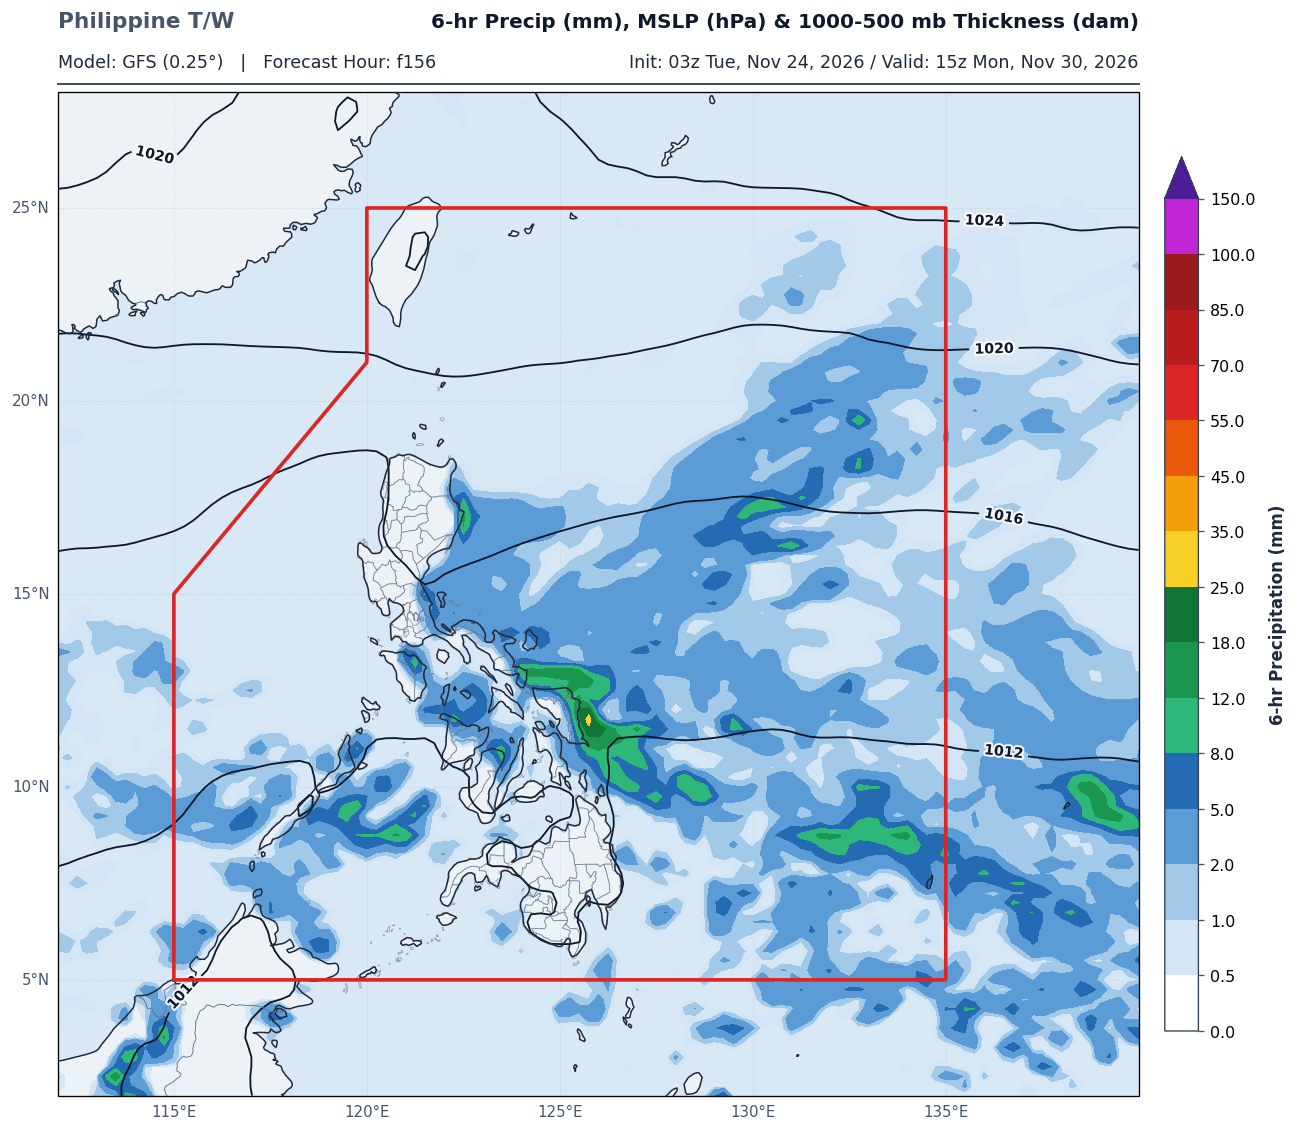 Philippine T/W
6-hr Precip (mm), MSLP (hPa) & 1000-500 mb Thickness (dam)
Model: GFS (0.25°) | Forecast Hour: f156
Init: 03z Tue, Nov 24, 2026 / Valid: 15z Mon, Nov 30, 2026
1020
1024
1020
1016
1012
1012
25°N
20°N
15°N
10°N
5°N
115°E
120°E
125°E
130°E
135°E
150.0
100.0
85.0
70.0
55.0
45.0
35.0
25.0
18.0
12.0
8.0
5.0
2.0
1.0
0.5
0.0
6-hr Precipitation (mm)